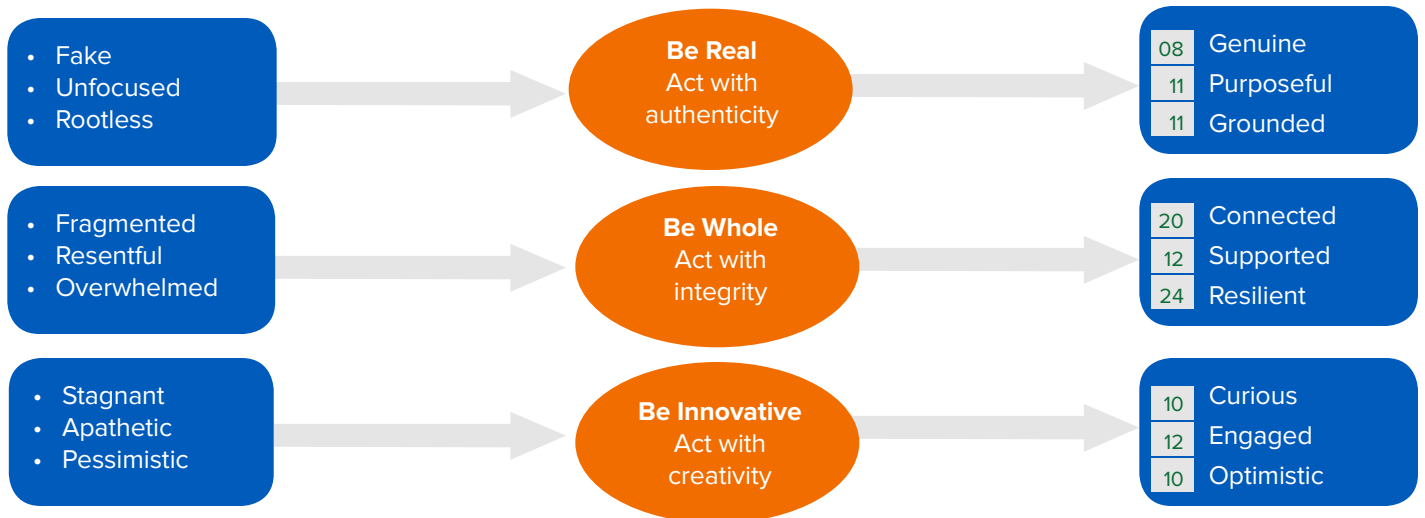 • Fake
• Unfocused
• Rootless
Be Real
Act with
authenticity
08 Genuine
11 Purposeful
11 Grounded
• Fragmented
• Resentful
• Overwhelmed
Be Whole
Act with
integrity
20 Connected
12 Supported
24 Resilient
• Stagnant
• Apathetic
• Pessimistic
Be Innovative
Act with
creativity
10 Curious
12 Engaged
10 Optimistic